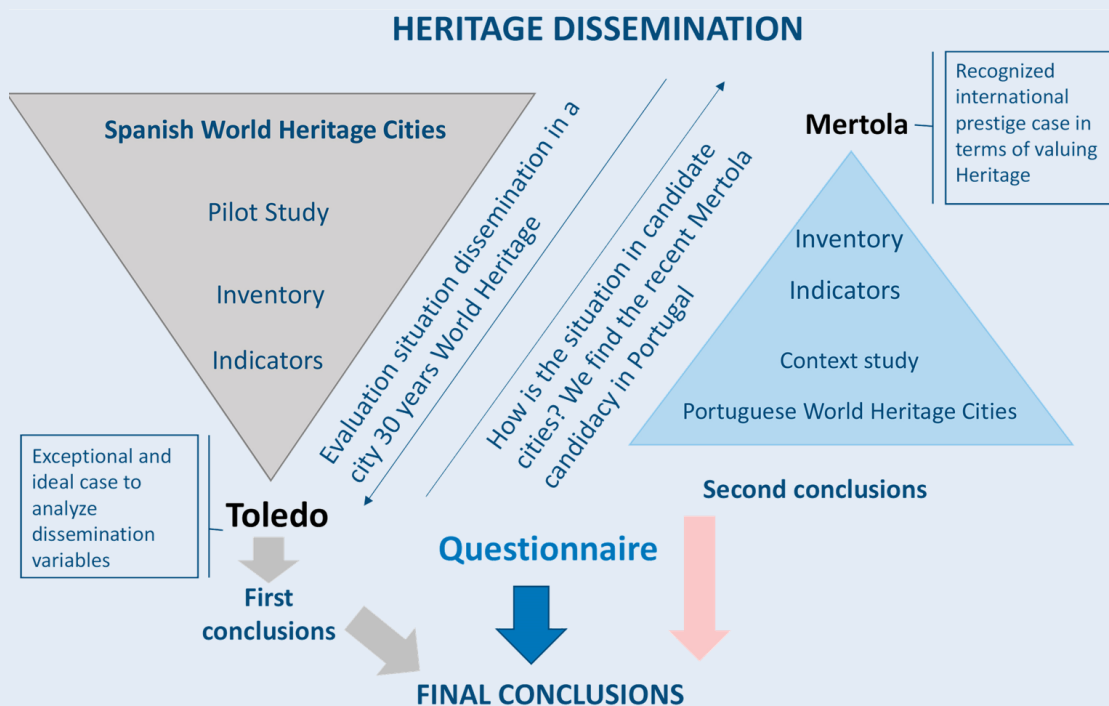 HERITAGE DISSEMINATION
Spanish World Heritage Cities
Pilot Study
Inventory
Indicators
Exceptional and
ideal case to
analyze
dissemination
variables
Toledo
First
conclusions
Evaluation situation dissemination in a
city 30 years World Heritage
How is the situation in candidate
cities? We find the recent Mertola
candidacy in Portugal
Mertola
Recognized
international
prestige case in
terms of valuing
Heritage
Inventory
Indicators
Context study
Portuguese World Heritage Cities
Second conclusions
Questionnaire
FINAL CONCLUSIONS